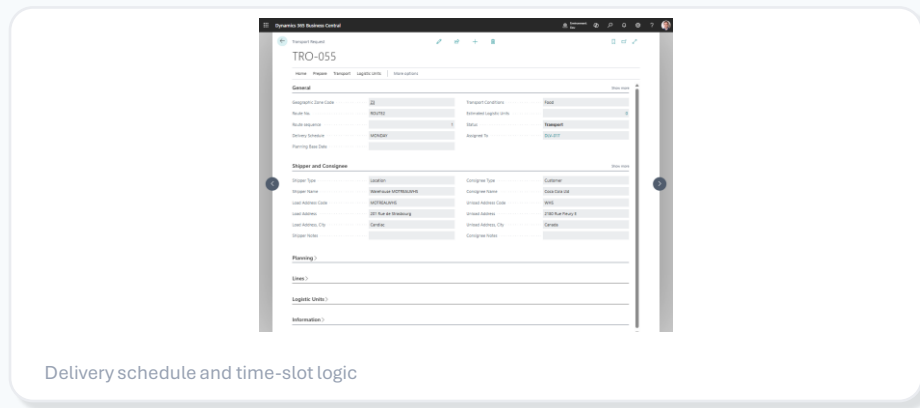 Dynamics 365 Business Central
Transport Request
TRO-055
Home Prepare Transport Logistic Units More options
General Show more
Geographic Zone Code Transport Conditions Food
Route No. Estimated Logistic Units
Route Sequence Status Transport
Delivery Schedule MONDAY Assigned To
Planning Base Date
Shipper and Consignee Show more
Shipper Type Location Consignee Type Customer
Shipper Name Consignee Name
Load Address Code Unload Address Code
Load Address Unload Address
Load Address, City Unload Address, City Canada
Shipper Notes Consignee Notes
Planning
Lines
Logistic Units
Information
Delivery schedule and time-slot logic